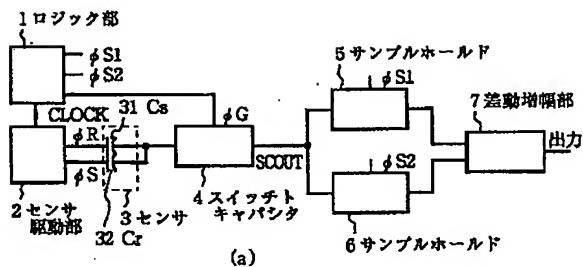 1 ロジック部
φS1
φS2
CLOCK
φR
φS
31 Cs
2 センサ
駆動部
32
3 センサ
Cr
φG
4 スイッチト
キャパシタ
SCOUT
5 サンプルホールド
φS1
φS2
6 サンプルホールド
7 差動増幅部
出力
(a)